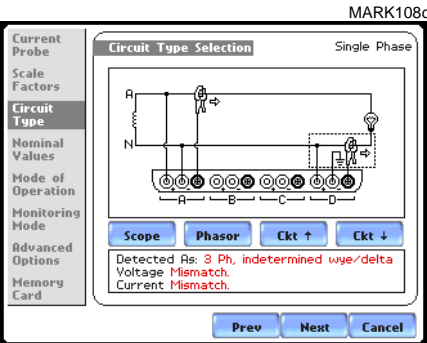 MARK108c
Current
Probe
Scale
Factors
Circuit
Type
Nominal
Values
Mode of
Operation
Monitoring
Mode
Advanced
Options
Memory
Card
Circuit Type Selection Single Phase
A
N
A B C D
Scope Phasor Ckt ↑ Ckt ↓
Detected As: 3 Ph, indetermined wye/delta
Voltage Mismatch.
Current Mismatch.
Prev Next Cancel